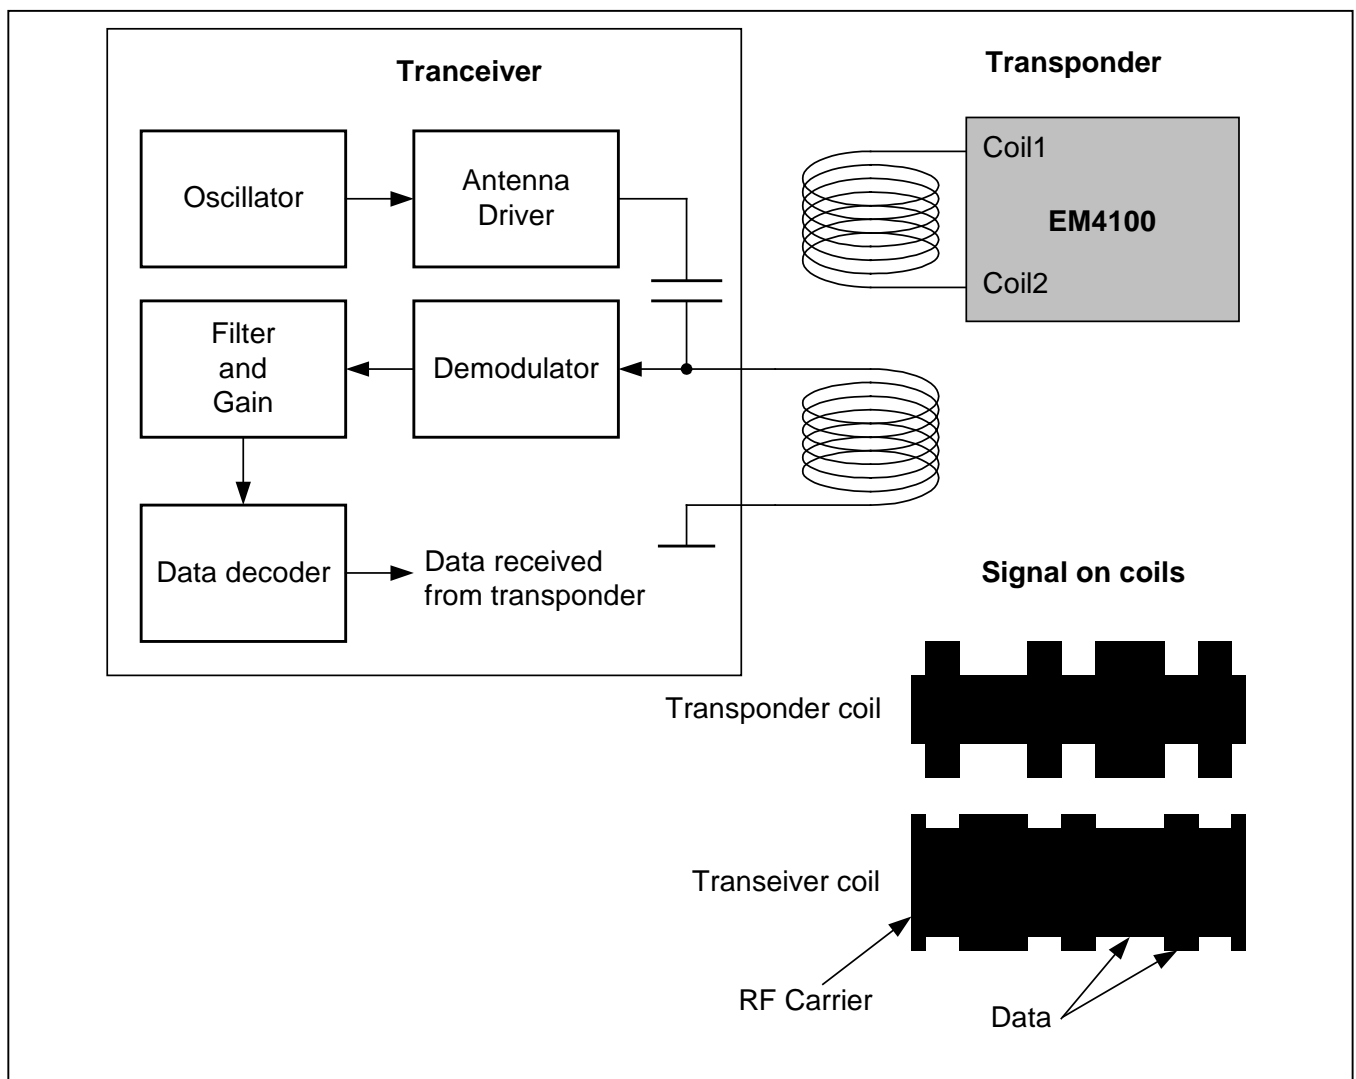 Tranceiver
Transponder
Oscillator
Antenna
Driver
Coil1
EM4100
Coil2
Filter
and
Gain
Demodulator
Data decoder
Data received
from transponder
Signal on coils
Transponder coil
Transeiver coil
RF Carrier
Data